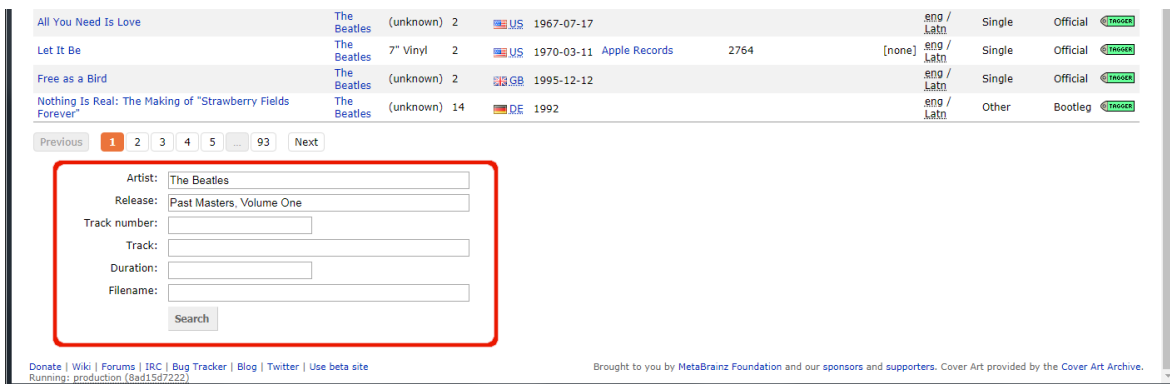 All You Need Is Love The Beatles (unknown) 2 US 1967-07-17 eng / Latn Single Official TAGGER
Let It Be The Beatles 7" Vinyl 2 US 1970-03-11 Apple Records 2764 [none] eng / Latn Single Official TAGGER
Free as a Bird The Beatles (unknown) 2 GB 1995-12-12 eng / Latn Single Official TAGGER
Nothing Is Real: The Making of "Strawberry Fields Forever" The Beatles (unknown) 14 DE 1992 eng / Latn Other Bootleg TAGGER
Previous 1 2 3 4 5 ... 93 Next
Artist: The Beatles
Release: Past Masters, Volume One
Track number:
Track:
Duration:
Filename:
Search
Donate | Wiki | Forums | IRC | Bug Tracker | Blog | Twitter | Use beta site Brought to you by MetaBrainz Foundation and our sponsors and supporters. Cover Art provided by the Cover Art Archive.
Running: production (8ad15d7222)